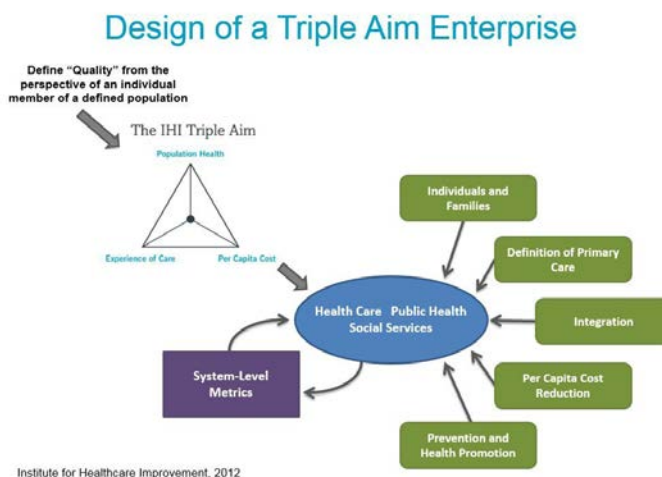 Design of a Triple Aim Enterprise
Define “Quality” from the
perspective of an individual
member of a defined population
The IHI Triple Aim
Population Health
Experience of Care
Per Capita Cost
Health Care Public Health
Social Services
System-Level
Metrics
Individuals and
Families
Definition of Primary
Care
Integration
Per Capita Cost
Reduction
Prevention and
Health Promotion
Institute for Healthcare Improvement, 2012